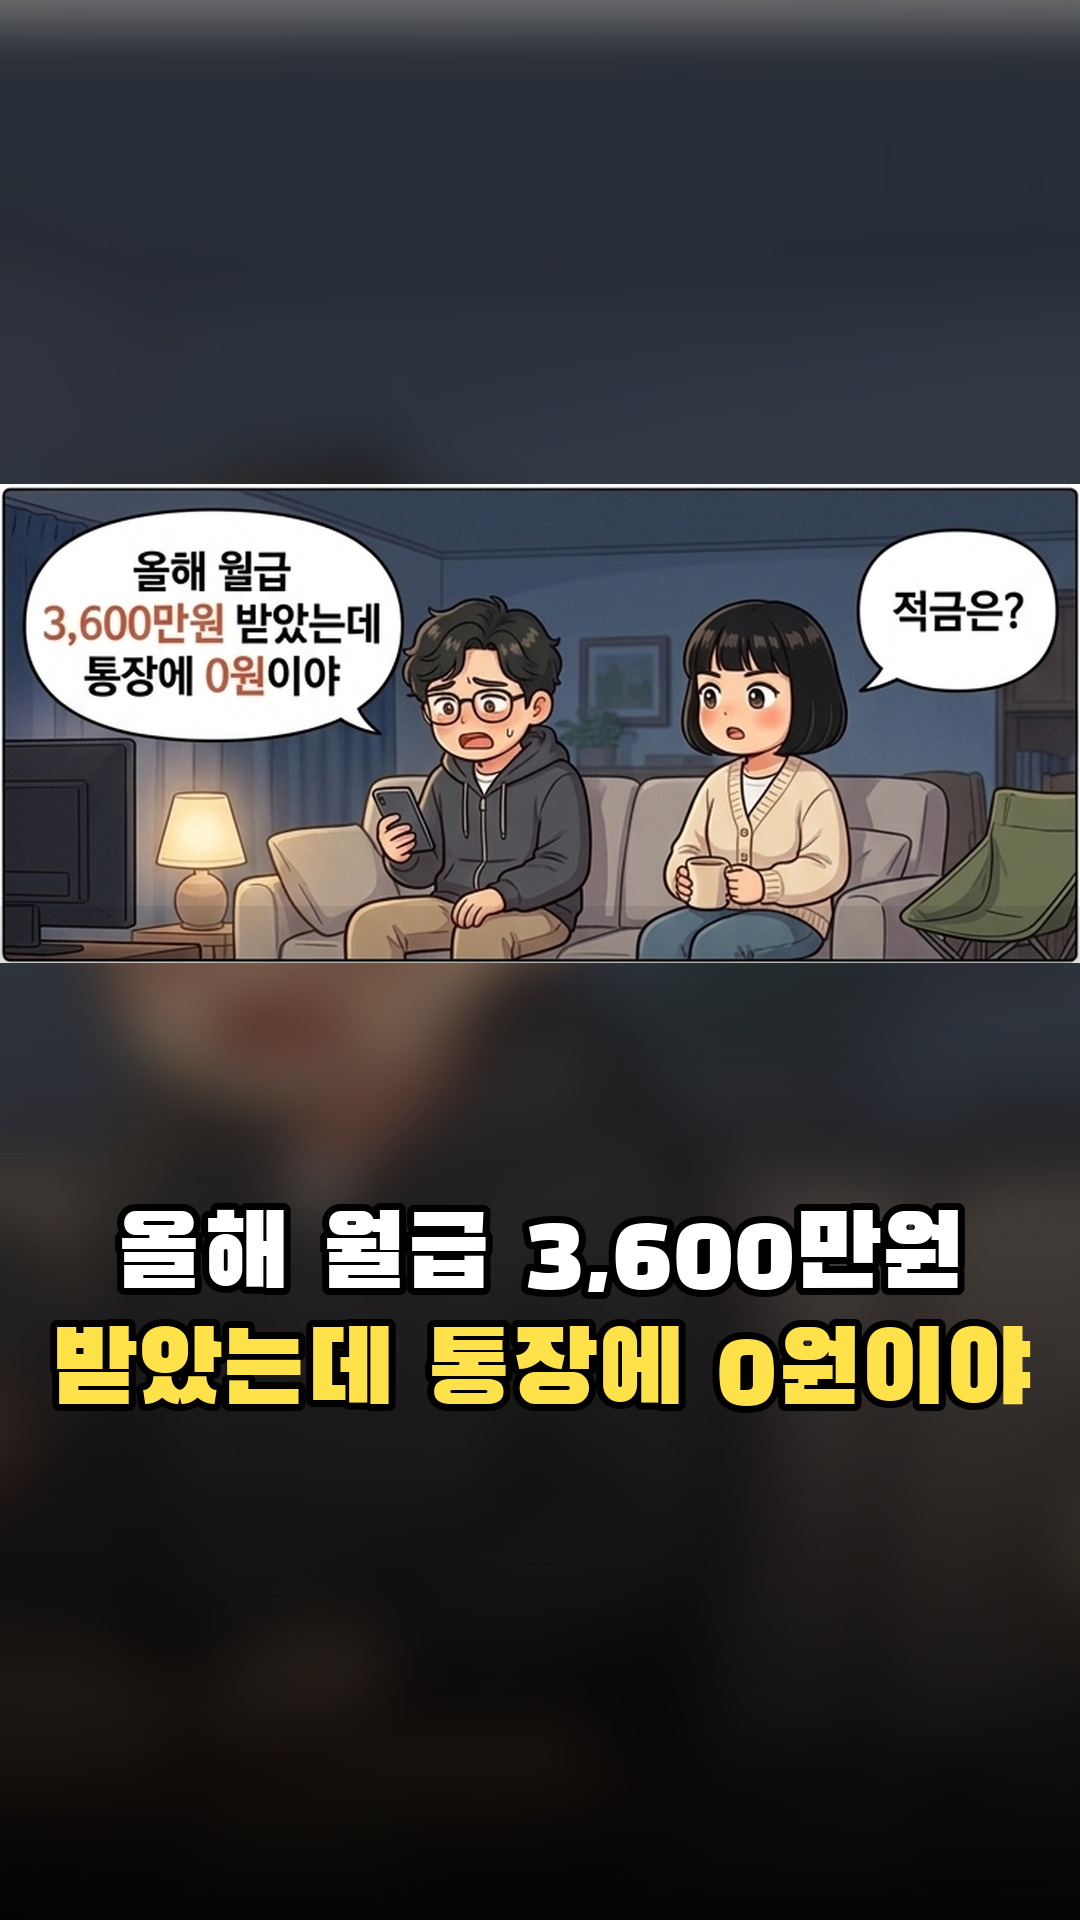 올해 월급
3,600만원 받았는데
통장에 0원이야
적금은?
올해 월급 3,600만원
받았는데 통장에 0원이야